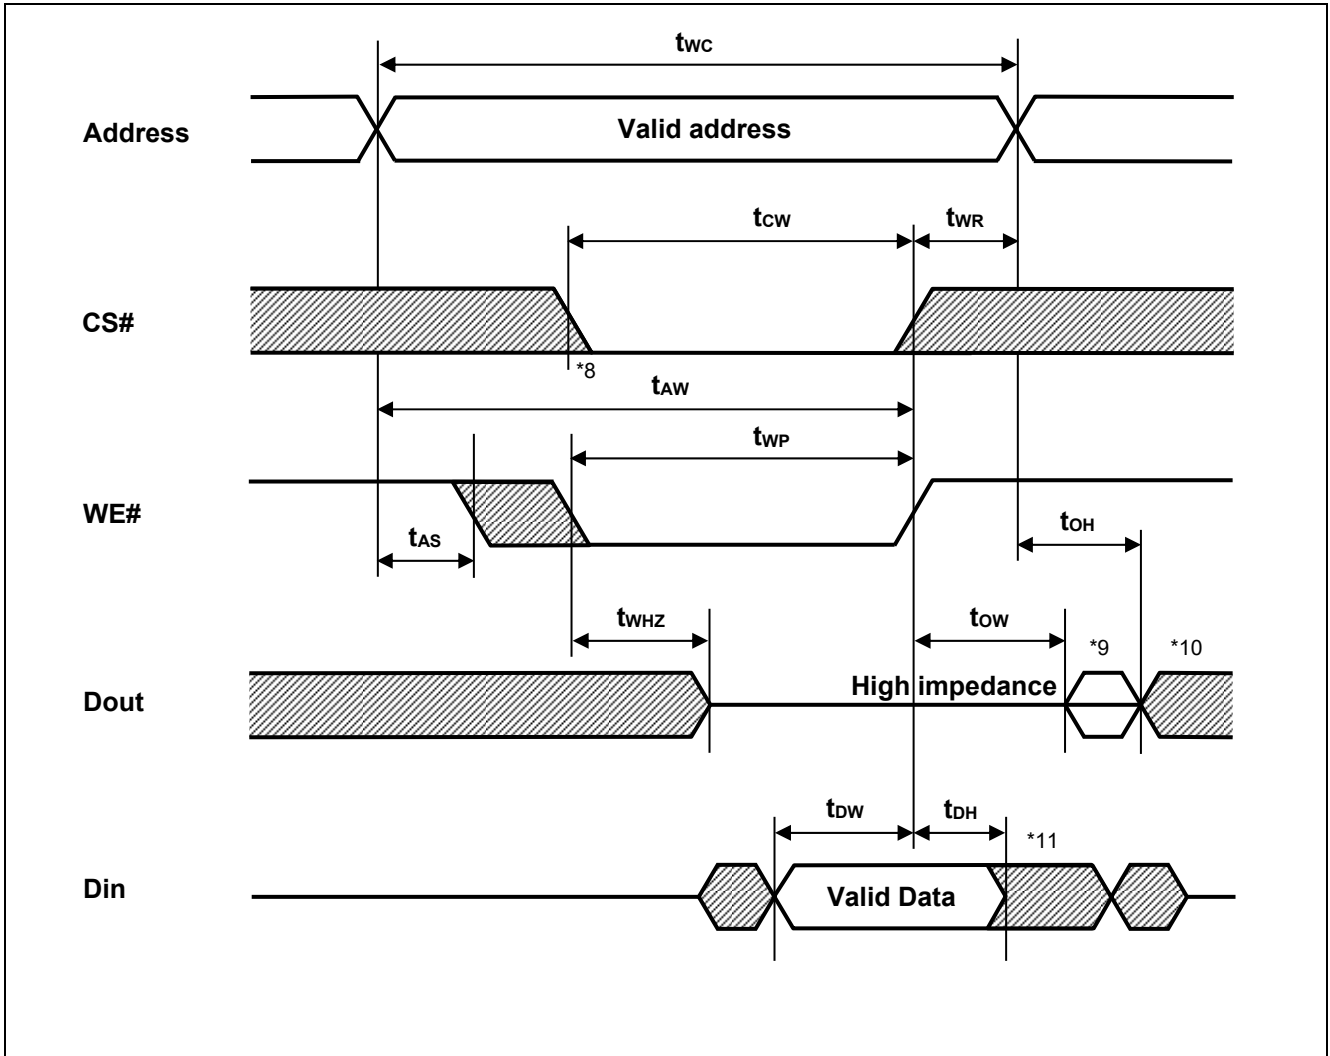 tWC
Address
Valid address
tCW
tWR
CS#
*8
tAW
tWP
WE#
tAS
tOH
tWHZ
tOW
*9
*10
Dout
High impedance
tDW
tDH
*11
Din
Valid Data